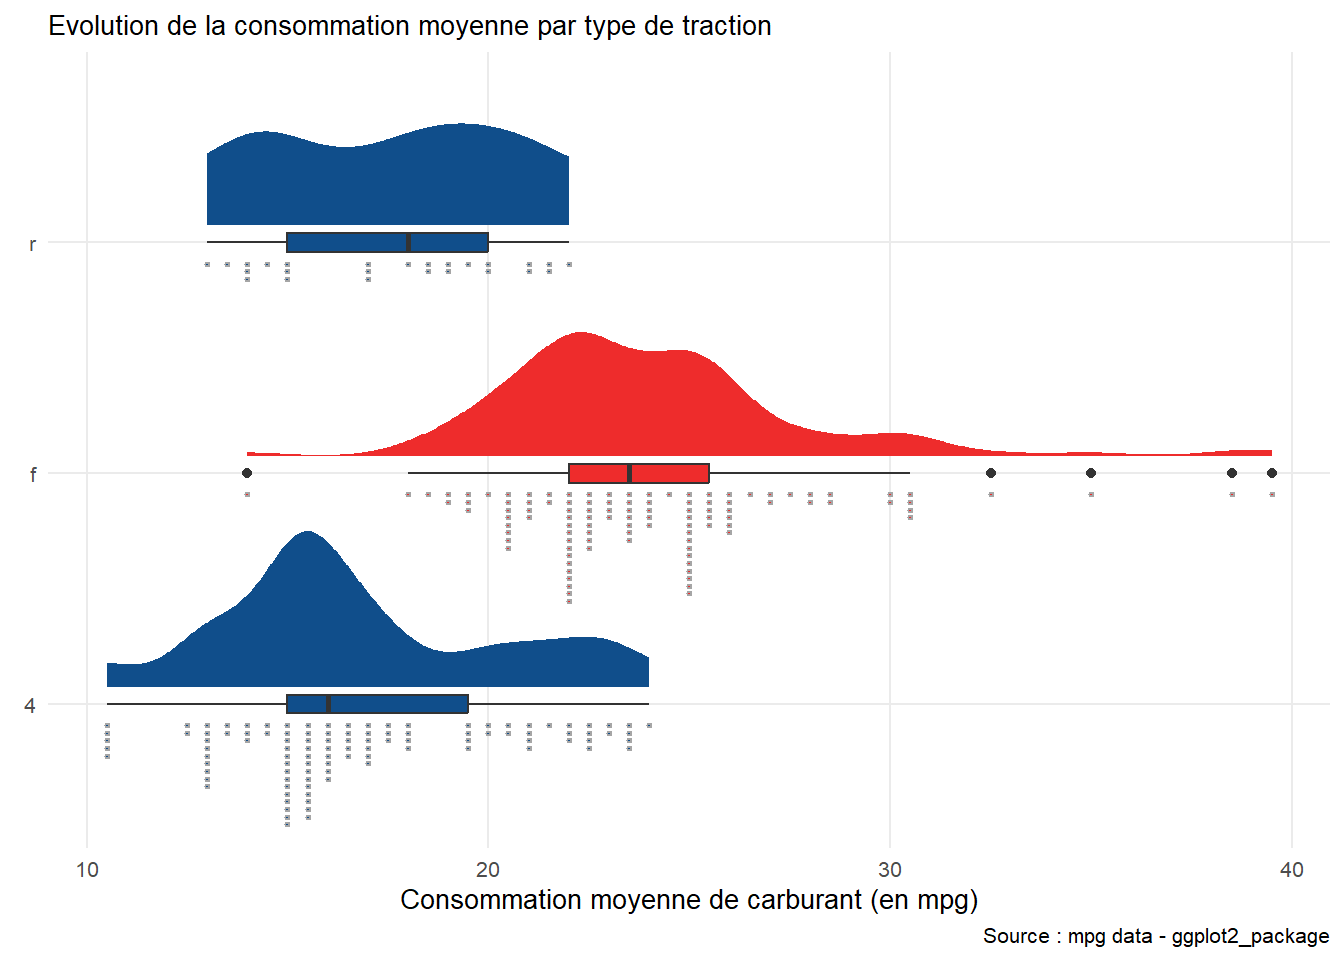 Evolution de la consommation moyenne par type de traction
r
f
4
10 20 30 40
Consommation moyenne de carburant (en mpg)
Source : mpg data - ggplot2_package